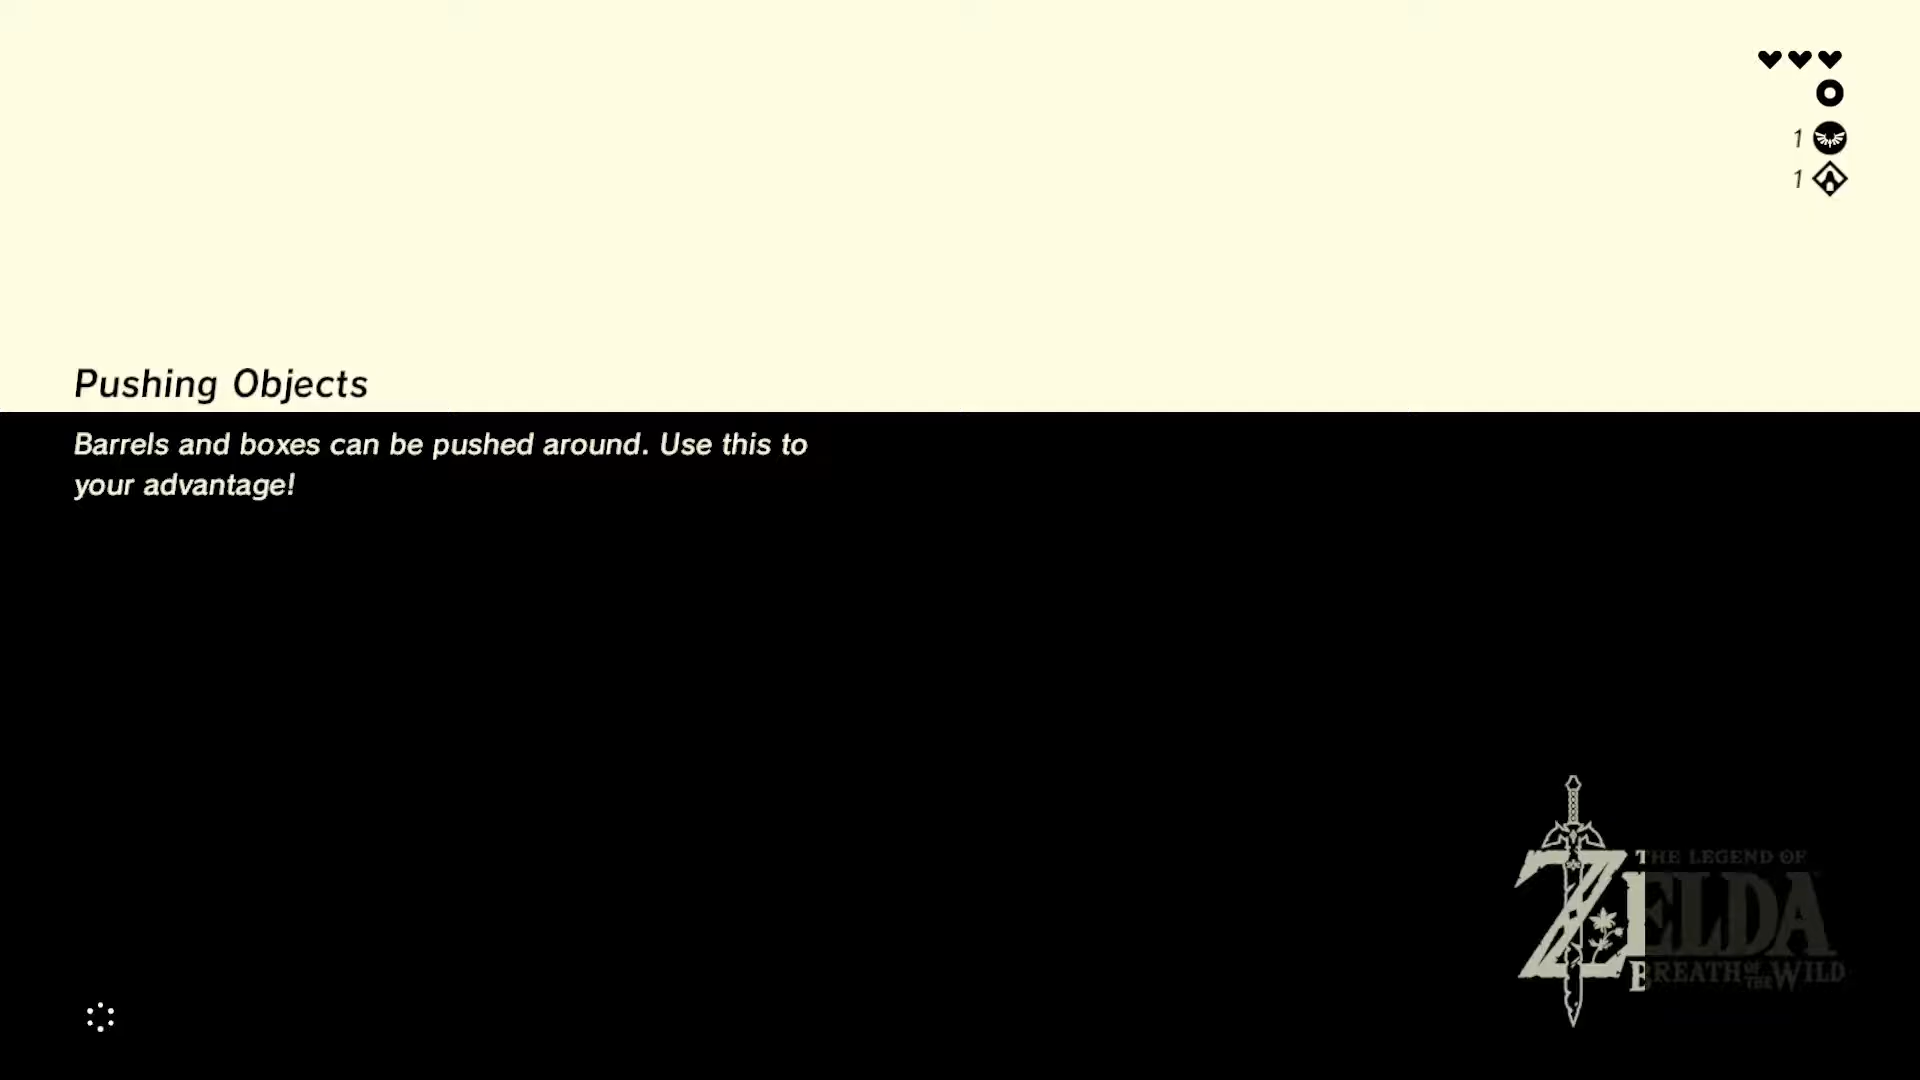 1
1
Pushing Objects
Barrels and boxes can be pushed around. Use this to
your advantage!
THE LEGEND OF
ZELDA
BREATH OF THE WILD